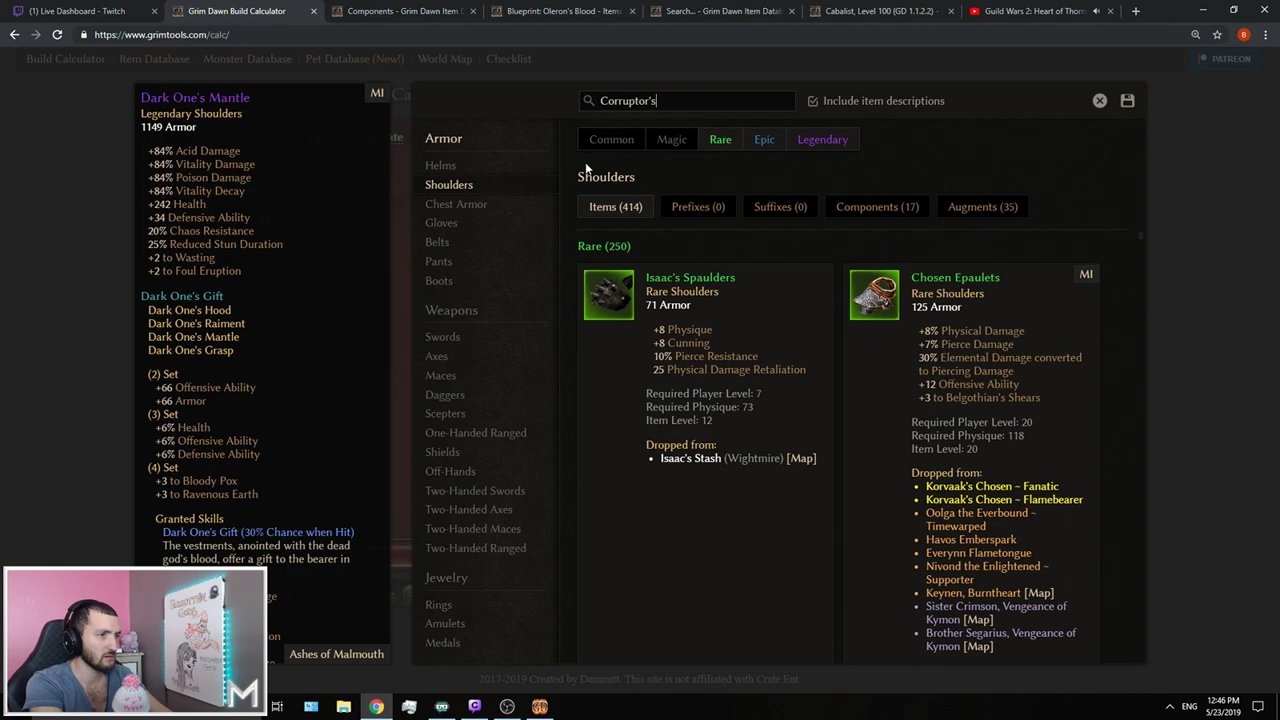 (1) Live Dashboard - Twitch
Grim Dawn Build Calculator
Components - Grim Dawn Item D
Blueprint: Oleron's Blood - Items
Search... - Grim Dawn Item Datab
Cabalist, Level 100 (GD 1.1.2.2) -
Guild Wars 2: Heart of Thorn
https://www.grimtools.com/calc/
Build Calculator
Item Database
Monster Database
Pet Database (New!)
World Map
Checklist
PATREON
Dark One's Mantle
MI
Legendary Shoulders
1149 Armor
+84% Acid Damage
+84% Vitality Damage
+84% Poison Damage
+84% Vitality Decay
+242 Health
+34 Defensive Ability
20% Chaos Resistance
25% Reduced Stun Duration
+2 to Wasting
+2 to Foul Eruption
Dark One's Gift
Dark One's Hood
Dark One's Raiment
Dark One's Mantle
Dark One's Grasp
(2) Set
+66 Offensive Ability
+66 Armor
(3) Set
+6% Health
+6% Offensive Ability
+6% Defensive Ability
(4) Set
+3 to Bloody Pox
+3 to Ravenous Earth
Granted Skills
Dark One's Gift (30% Chance when Hit)
The vestments, anointed with the dead
god's blood, offer a gift to the bearer in
Ashes of Malmouth
Corruptor's
Include item descriptions
Armor
Helms
Shoulders
Chest Armor
Gloves
Belts
Pants
Boots
Weapons
Swords
Axes
Maces
Daggers
Scepters
One-Handed Ranged
Shields
Off-Hands
Two-Handed Swords
Two-Handed Axes
Two-Handed Maces
Two-Handed Ranged
Jewelry
Rings
Amulets
Medals
Common
Magic
Rare
Epic
Legendary
Shoulders
Items (414)
Prefixes (0)
Suffixes (0)
Components (17)
Augments (35)
Rare (250)
Isaac's Spaulders
Rare Shoulders
71 Armor
+8 Physique
+8 Cunning
10% Pierce Resistance
25 Physical Damage Retaliation
Required Player Level: 7
Required Physique: 73
Item Level: 12
Dropped from:
• Isaac's Stash (Wightmire) [Map]
Chosen Epaulets
MI
Rare Shoulders
125 Armor
+8% Physical Damage
+7% Pierce Damage
30% Elemental Damage converted
to Piercing Damage
+12 Offensive Ability
+3 to Belgothian's Shears
Required Player Level: 20
Required Physique: 118
Item Level: 20
Dropped from:
• Korvaak's Chosen ~ Fanatic
• Korvaak's Chosen ~ Flamebearer
• Oolga the Everbound ~
Timewarped
• Havos Emberspark
• Everynn Flametongue
• Nivond the Enlightened ~
Supporter
• Keynen, Burntheart [Map]
• Sister Crimson, Vengeance of
Kymon [Map]
• Brother Segarius, Vengeance of
Kymon [Map]
2017-2019 Created by Dammitt. This site is not affiliated with Crate Ent.
M
ENG
12:46 PM
5/23/2019